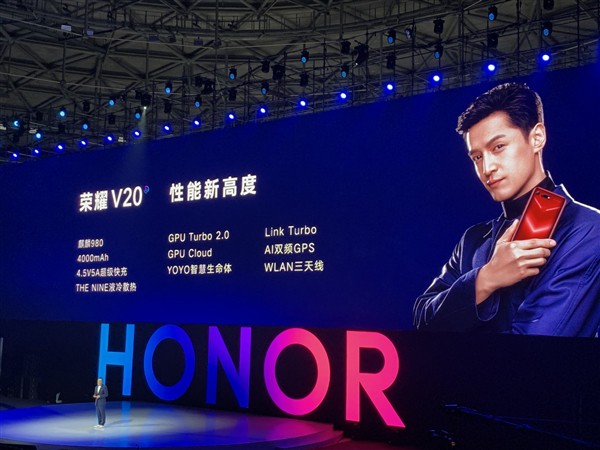 荣耀 V20 性能新高度
麒麟980
4000mAh
4.5V5A超级快充
THE NINE液冷散热
GPU Turbo 2.0
GPU Cloud
YOYO智慧生命体
Link Turbo
AI双频GPS
WLAN三天线
HONOR